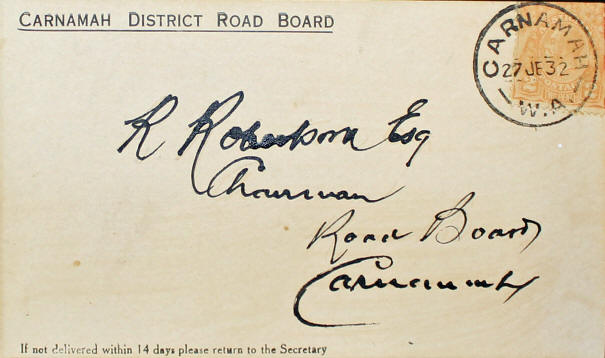 CARNAMAH DISTRICT ROAD BOARD
CARNAMAH
27 JE 32
W.A
R Robertson Esq
Chairman
Road Board
Carnamah
If not delivered within 14 days please return to the Secretary